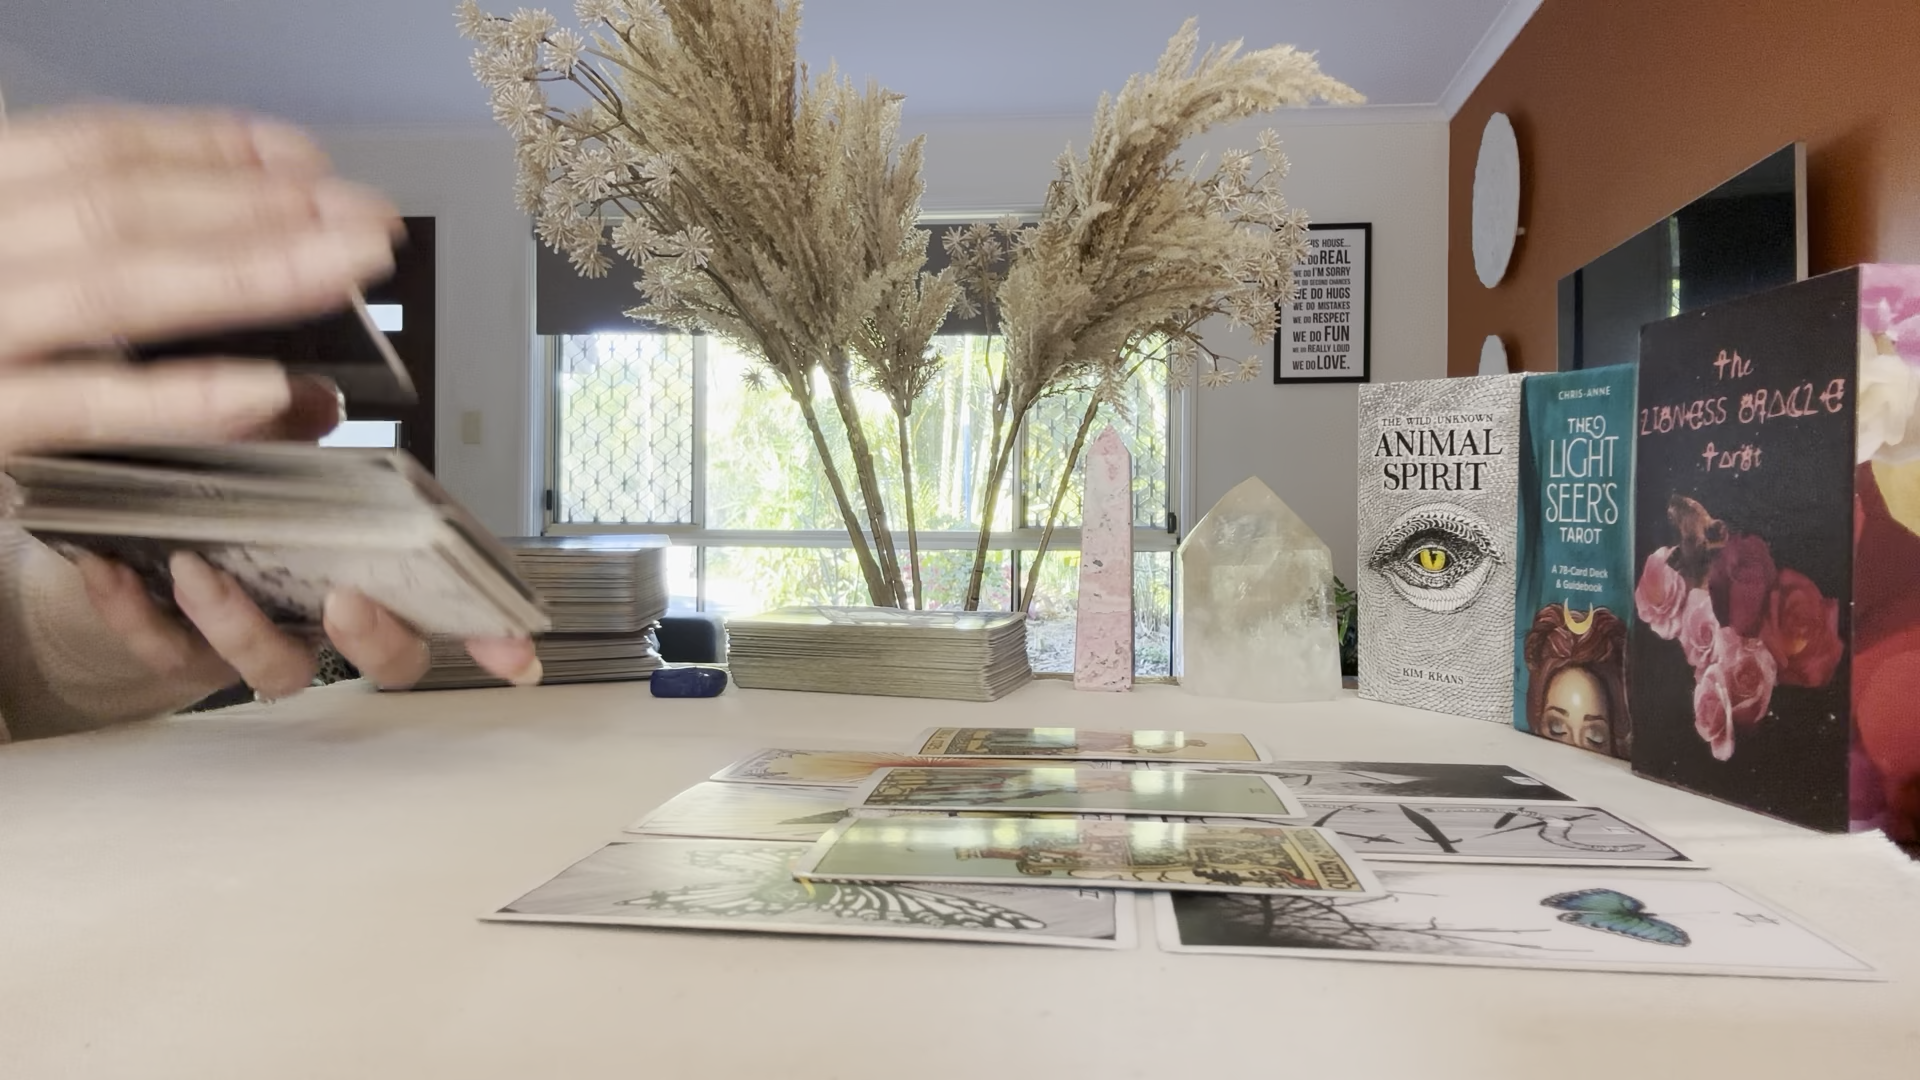 THIS HOUSE...
WE DO REAL
WE DO I'M SORRY
WE DO SECOND CHANCES
WE DO HUGS
WE DO MISTAKES
WE DO RESPECT
WE DO FUN
WE DO REALLY LOUD
WE DO LOVE.
THE WILD UNKNOWN
ANIMAL
SPIRIT
KIM KRANS
CHRIS-ANNE
THE
LIGHT
SEER'S
TAROT
A 78-Card Deck
& Guidebook
the
LIONESS ORACLE
tarot
QUEEN